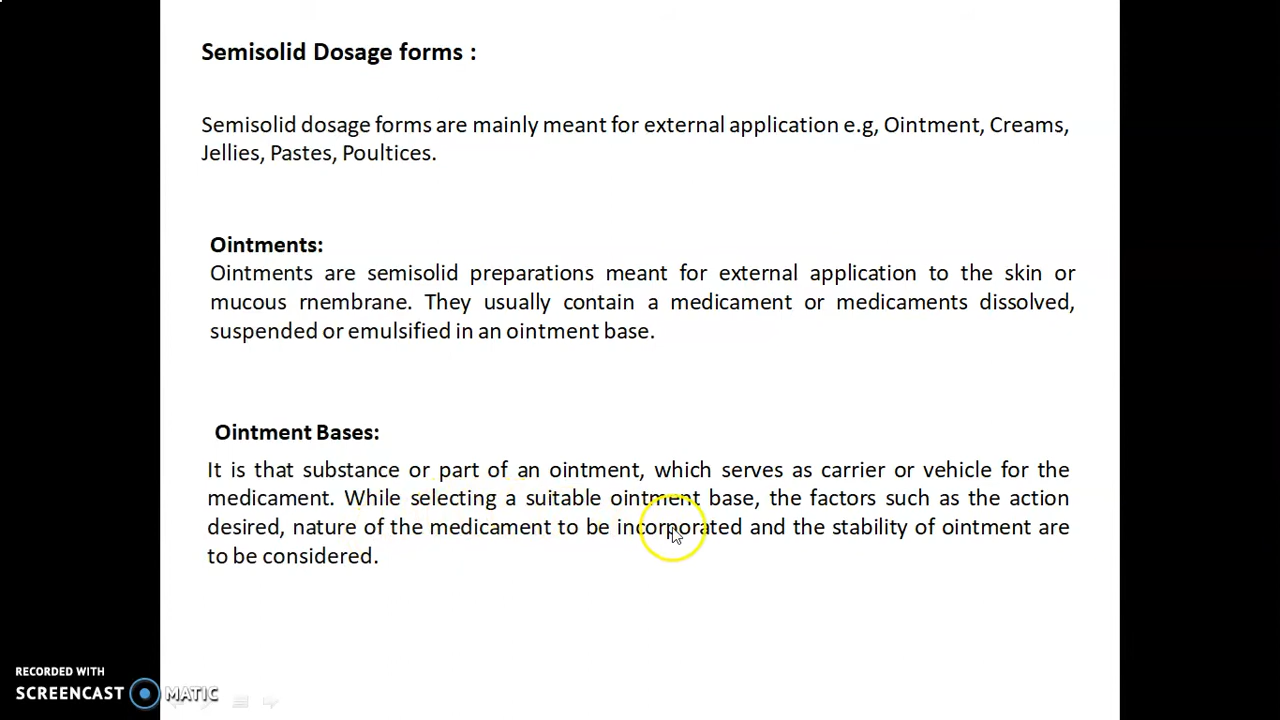 Semisolid Dosage forms :
Semisolid dosage forms are mainly meant for external application e.g, Ointment, Creams,
Jellies, Pastes, Poultices.
Ointments:
Ointments are semisolid preparations meant for external application to the skin or
mucous rnembrane. They usually contain a medicament or medicaments dissolved,
suspended or emulsified in an ointment base.
Ointment Bases:
It is that substance or part of an ointment, which serves as carrier or vehicle for the
medicament. While selecting a suitable ointment base, the factors such as the action
desired, nature of the medicament to be incorporated and the stability of ointment are
to be considered.
RECORDED WITH
SCREENCAST MATIC